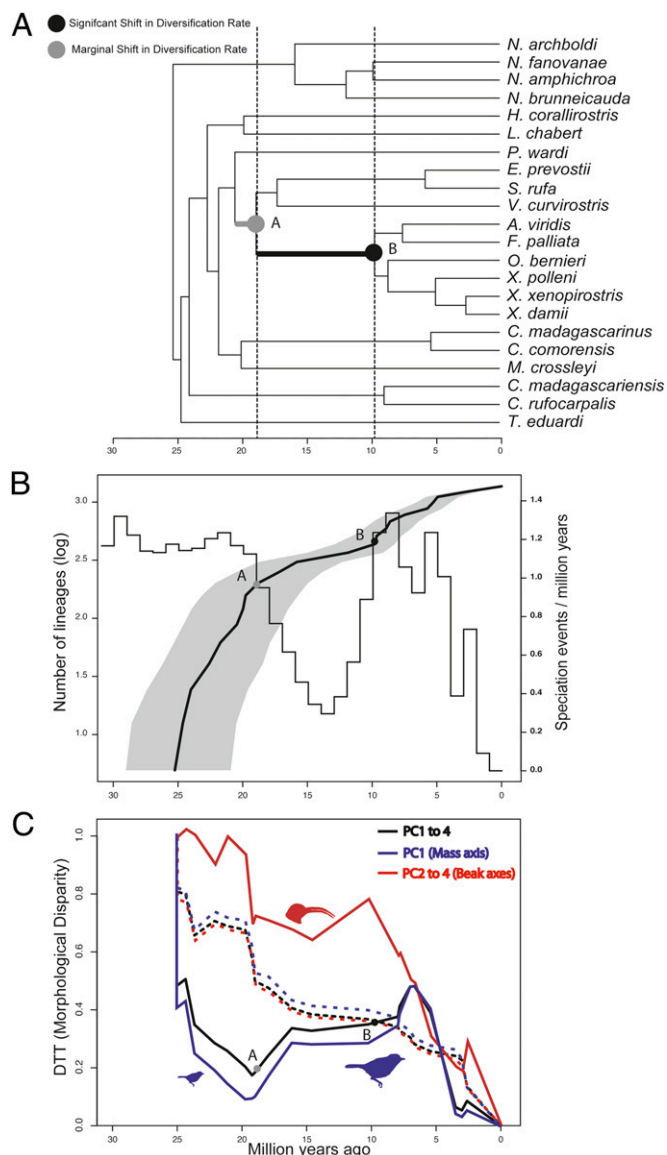 A
Signifcant Shift in Diversification Rate
Marginal Shift in Diversification Rate
N. archboldi
N. fanovanae
N. amphichroa
N. brunneicauda
H. corallirostris
L. chabert
P. wardi
E. prevostii
S. rufa
V. curvirostris
A. viridis
F. palliata
O. bernieri
X. polleni
X. xenopirostris
X. damii
C. madagascarinus
C. comorensis
M. crossleyi
C. madagascariensis
C. rufocarpalis
T. eduardi
A
B
30 25 20 15 10 5 0
B
Number of lineages (log)
3.0
2.5
2.0
1.5
1.0
A
B
1.4
1.2
1.0
0.8
0.6
0.4
0.2
0.0
Speciation events / million years
30 25 20 15 10 5 0
C
DTT (Morphological Disparity)
1.0
0.8
0.6
0.4
0.2
0.0
PC1 to 4
PC1 (Mass axis)
PC2 to 4 (Beak axes)
A
B
30 25 20 15 10 5 0
Million years ago